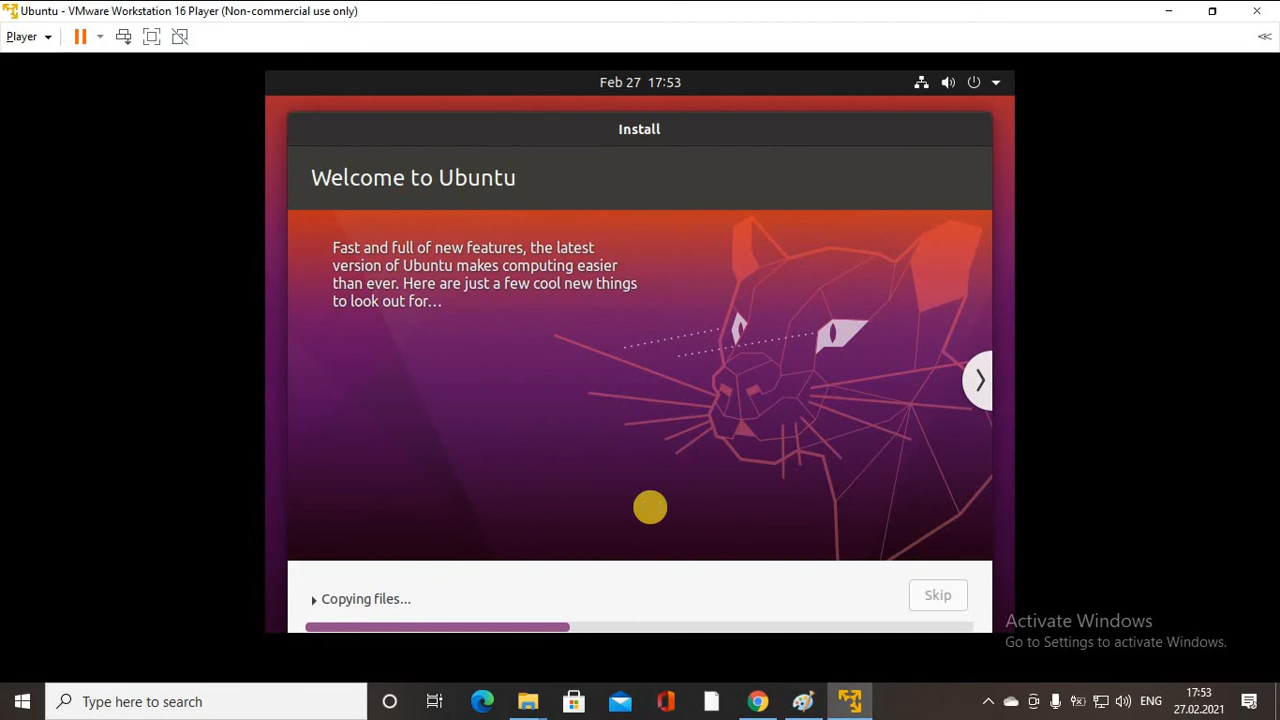 Ubuntu - VMware Workstation 16 Player (Non-commercial use only)
Player
Feb 27 17:53
Install
Welcome to Ubuntu
Fast and full of new features, the latest
version of Ubuntu makes computing easier
than ever. Here are just a few cool new things
to look out for…
Copying files...
Skip
Activate Windows
Go to Settings to activate Windows.
Type here to search
ENG
17:53
27.02.2021